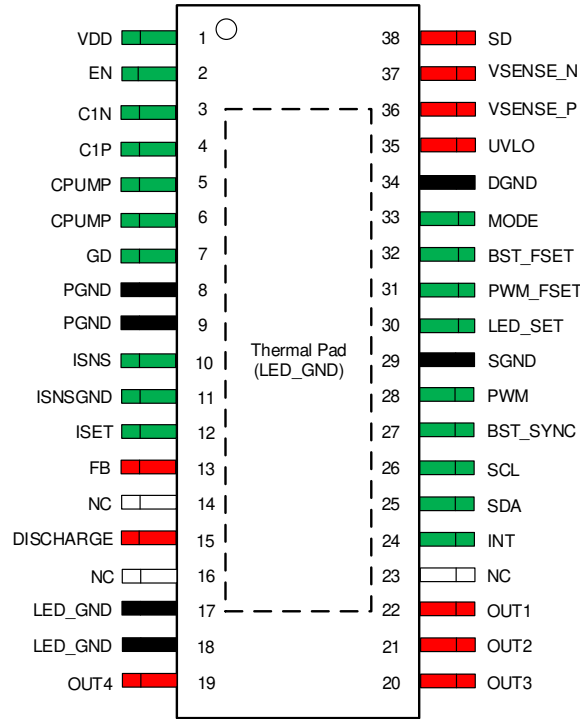 VDD 1 38 SD
EN 2 37 VSENSE_N
C1N 3 36 VSENSE_P
C1P 4 35 UVLO
CPUMP 5 34 DGND
CPUMP 6 33 MODE
GD 7 32 BST_FSET
PGND 8 31 PWM_FSET
PGND 9 30 LED_SET
Thermal Pad
(LED_GND)
ISNS 10 29 SGND
ISNSGND 11 28 PWM
ISET 12 27 BST_SYNC
FB 13 26 SCL
NC 14 25 SDA
DISCHARGE 15 24 INT
NC 16 23 NC
LED_GND 17 22 OUT1
LED_GND 18 21 OUT2
OUT4 19 20 OUT3